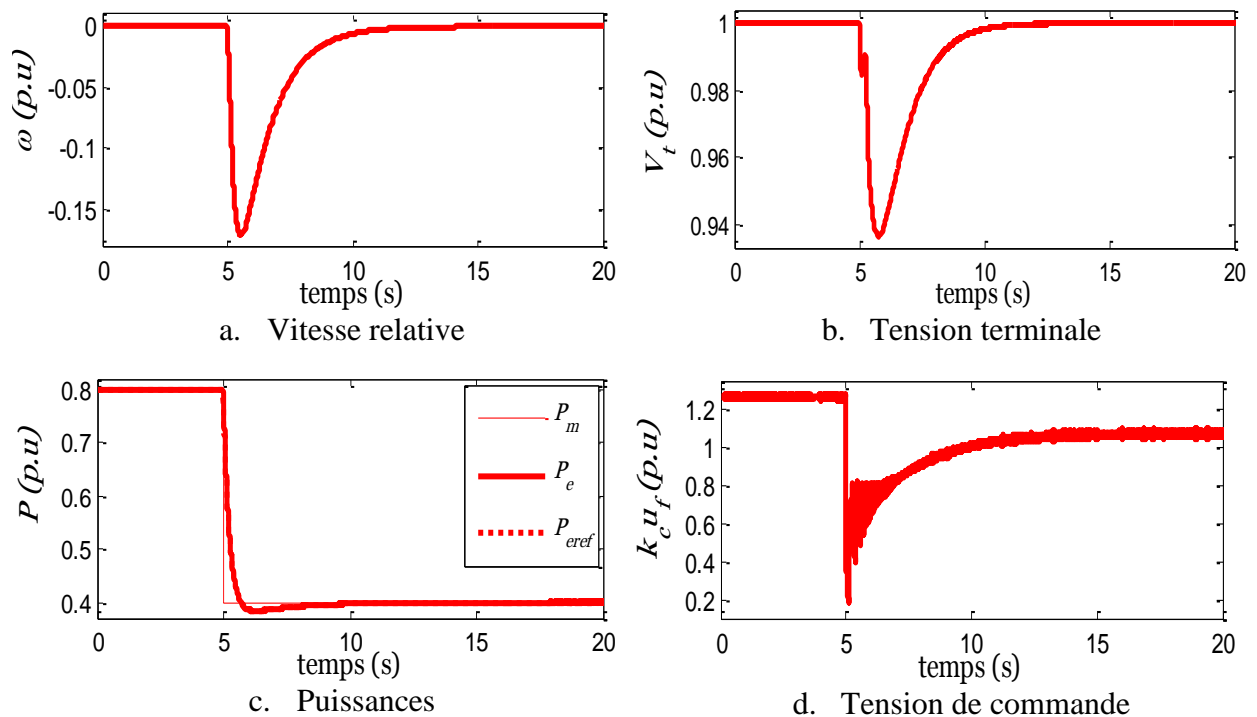 0
-0.05
-0.1
-0.15
ω (p.u)
0 5 10 15 20
temps (s)
a. Vitesse relative
1
0.98
0.96
0.94
V_t (p.u)
0 5 10 15 20
temps (s)
b. Tension terminale
0.8
0.7
0.6
0.5
0.4
P (p.u)
P_m
P_e
P_eref
0 5 10 15 20
temps (s)
c. Puissances
1.2
1
0.8
0.6
0.4
0.2
k_c u_f (p.u)
0 5 10 15 20
temps (s)
d. Tension de commande